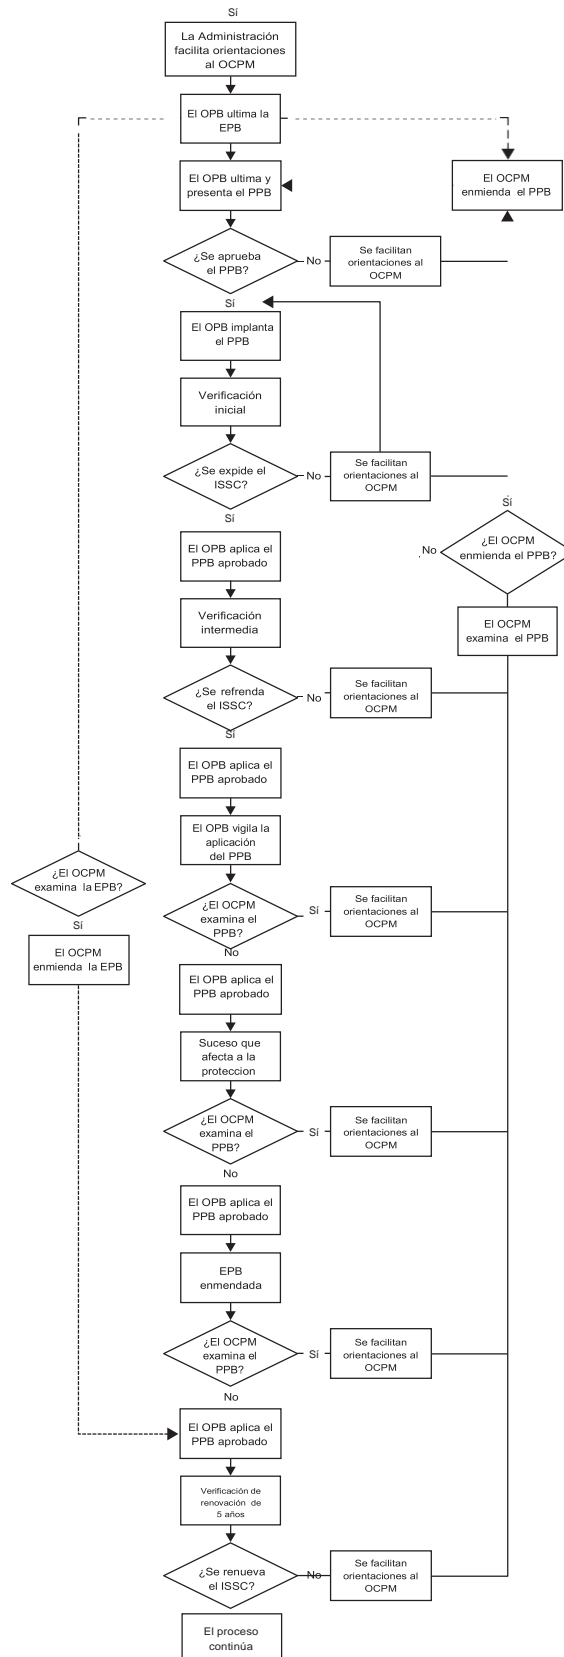 Sí
La Administración
facilita orientaciones
al OCPM
El OPB ultima la
EPB
El OPB ultima y
presenta el PPB
El OCPM
enmienda el PPB
¿Se aprueba
el PPB?
No
Se facilitan
orientaciones al
OCPM
Sí
El OPB implanta
el PPB
Verificación
inicial
¿Se expide el
ISSC?
No
Se facilitan
orientaciones al
OCPM
Sí
Sí
¿El OCPM
enmienda el PPB?
No
El OPB aplica el
PPB aprobado
Verificación
intermedia
El OCPM
examina el PPB
¿Se refrenda
el ISSC?
No
Se facilitan
orientaciones al
OCPM
Sí
El OPB aplica el
PPB aprobado
El OPB vigila la
aplicación
del PPB
¿El OCPM
examina la EPB?
Sí
El OCPM
enmienda la EPB
¿El OCPM
examina el
PPB?
Sí
Se facilitan
orientaciones al
OCPM
No
El OPB aplica el
PPB aprobado
Suceso que
afecta a la
proteccion
¿El OCPM
examina el
PPB?
Sí
Se facilitan
orientaciones al
OCPM
No
El OPB aplica el
PPB aprobado
EPB
enmendada
¿El OCPM
examina el
PPB?
Sí
Se facilitan
orientaciones al
OCPM
No
El OPB aplica el
PPB aprobado
Verificación de
renovación de
5 años
¿Se renueva
el ISSC?
No
Se facilitan
orientaciones al
OCPM
El proceso
continúa